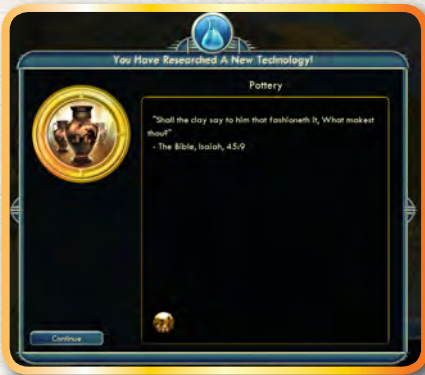 You Have Researched A New Technology!
Pottery
"Shall the clay say to him that fashioneth it, What makest
thou?"
- The Bible, Isaiah, 45:9
Continue